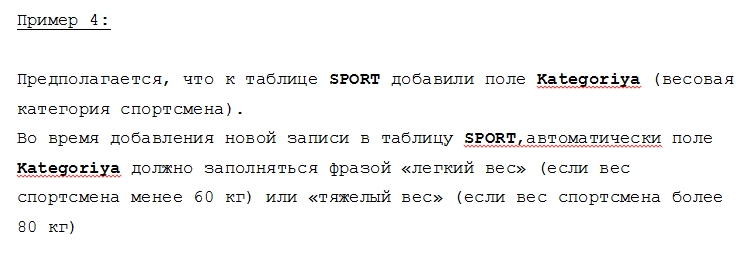 Пример 4:
Предполагается, что к таблице SPORT добавили поле Kategoriya (весовая
категория спортсмена).
Во время добавления новой записи в таблицу SPORT,автоматически поле
Kategoriya должно заполняться фразой «легкий вес» (если вес
спортсмена менее 60 кг) или «тяжелый вес» (если вес спортсмена более
80 кг)